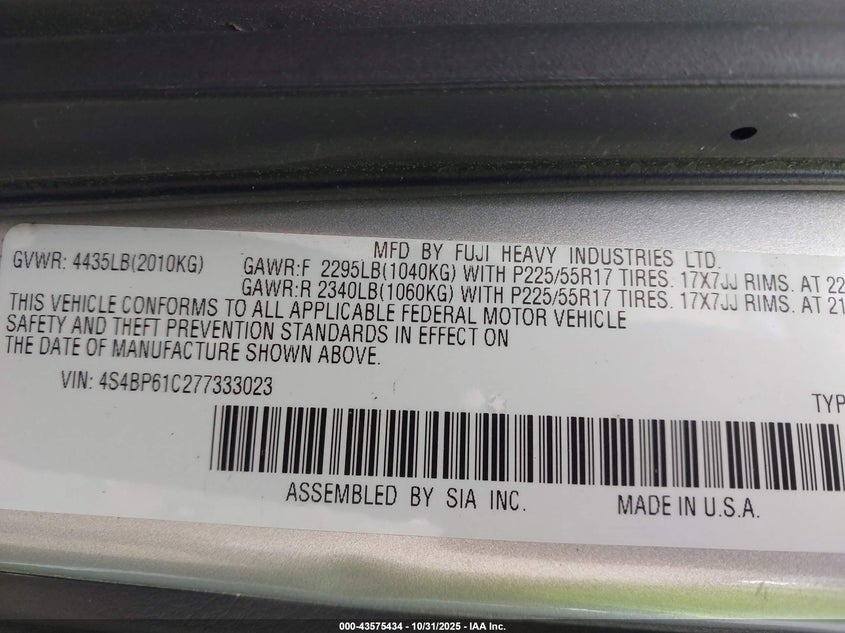 MFD BY FUJI HEAVY INDUSTRIES LTD.
GVWR: 4435LB(2010KG) GAWR:F 2295LB(1040KG) WITH P225/55R17 TIRES. 17X7JJ RIMS. AT 22
GAWR:R 2340LB(1060KG) WITH P225/55R17 TIRES. 17X7JJ RIMS. AT 21
THIS VEHICLE CONFORMS TO ALL APPLICABLE FEDERAL MOTOR VEHICLE
SAFETY AND THEFT PREVENTION STANDARDS IN EFFECT ON
THE DATE OF MANUFACTURE SHOWN ABOVE.
VIN: 4S4BP61C277333023
TYP
ASSEMBLED BY SIA INC. MADE IN U.S.A.
000-43575434 - 10/31/2025 - IAA Inc.